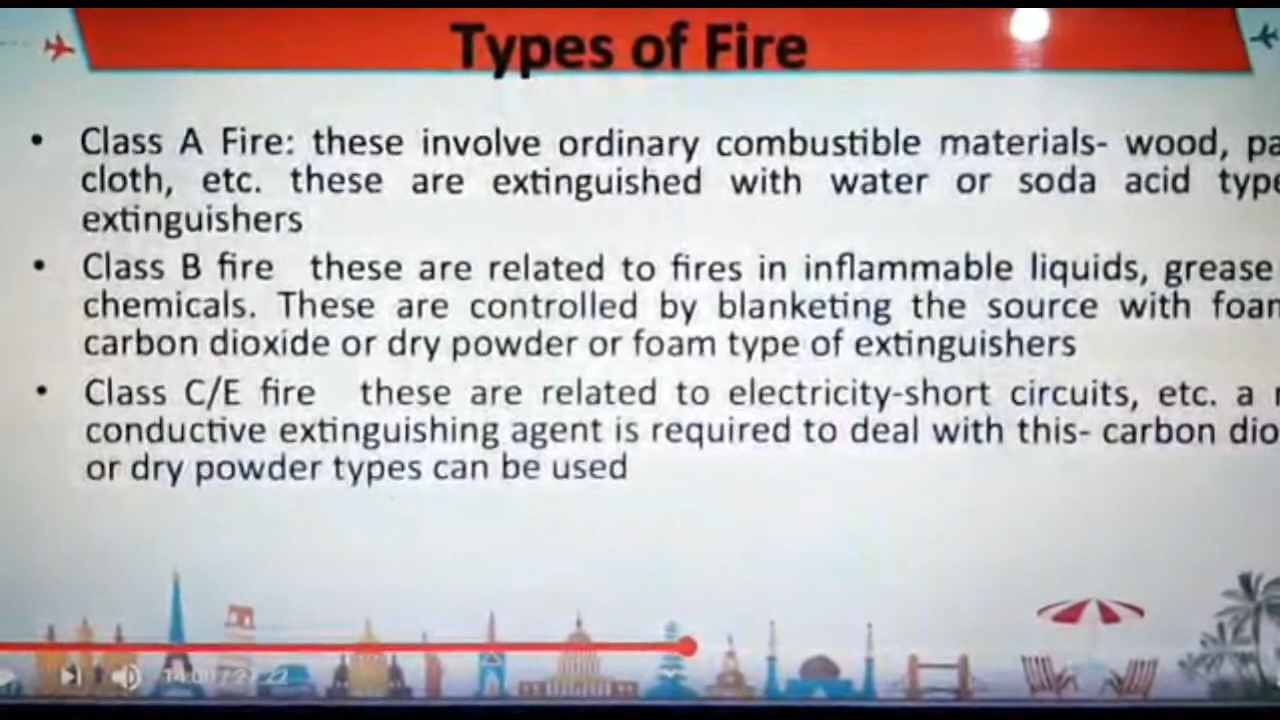 Types of Fire
• Class A Fire: these involve ordinary combustible materials- wood,
cloth, etc. these are extinguished with water or soda acid type
extinguishers
• Class B fire these are related to fires in inflammable liquids, grease
chemicals. These are controlled by blanketing the source with
carbon dioxide or dry powder or foam type of extinguishers
• Class C/E fire these are related to electricity-short circuits, etc. a
conductive extinguishing agent is required to deal with this- carbon
or dry powder types can be used